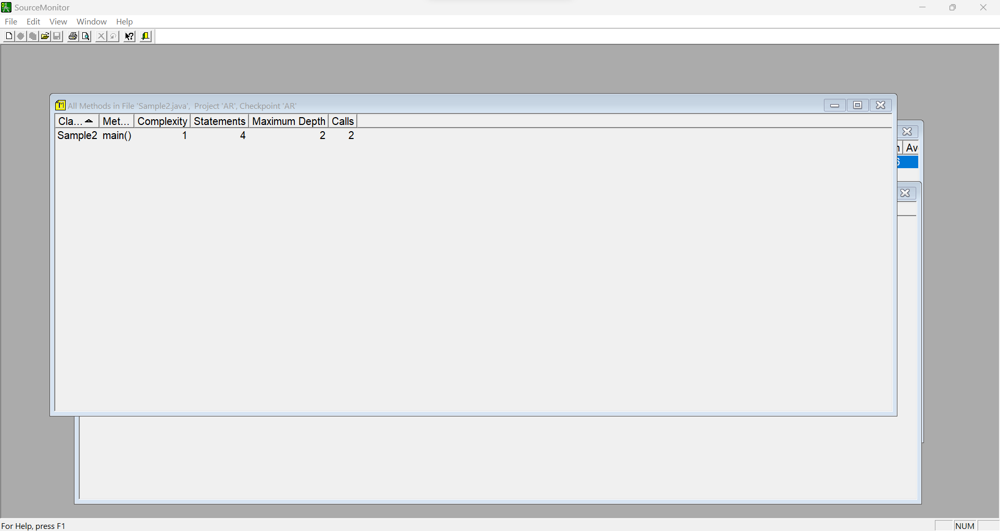 SourceMonitor
File Edit View Window Help
All Methods in File 'Sample2.java', Project 'AR', Checkpoint 'AR'
Cla... Met... Complexity Statements Maximum Depth Calls
Sample2 main() 1 4 2 2
Av
For Help, press F1
NUM